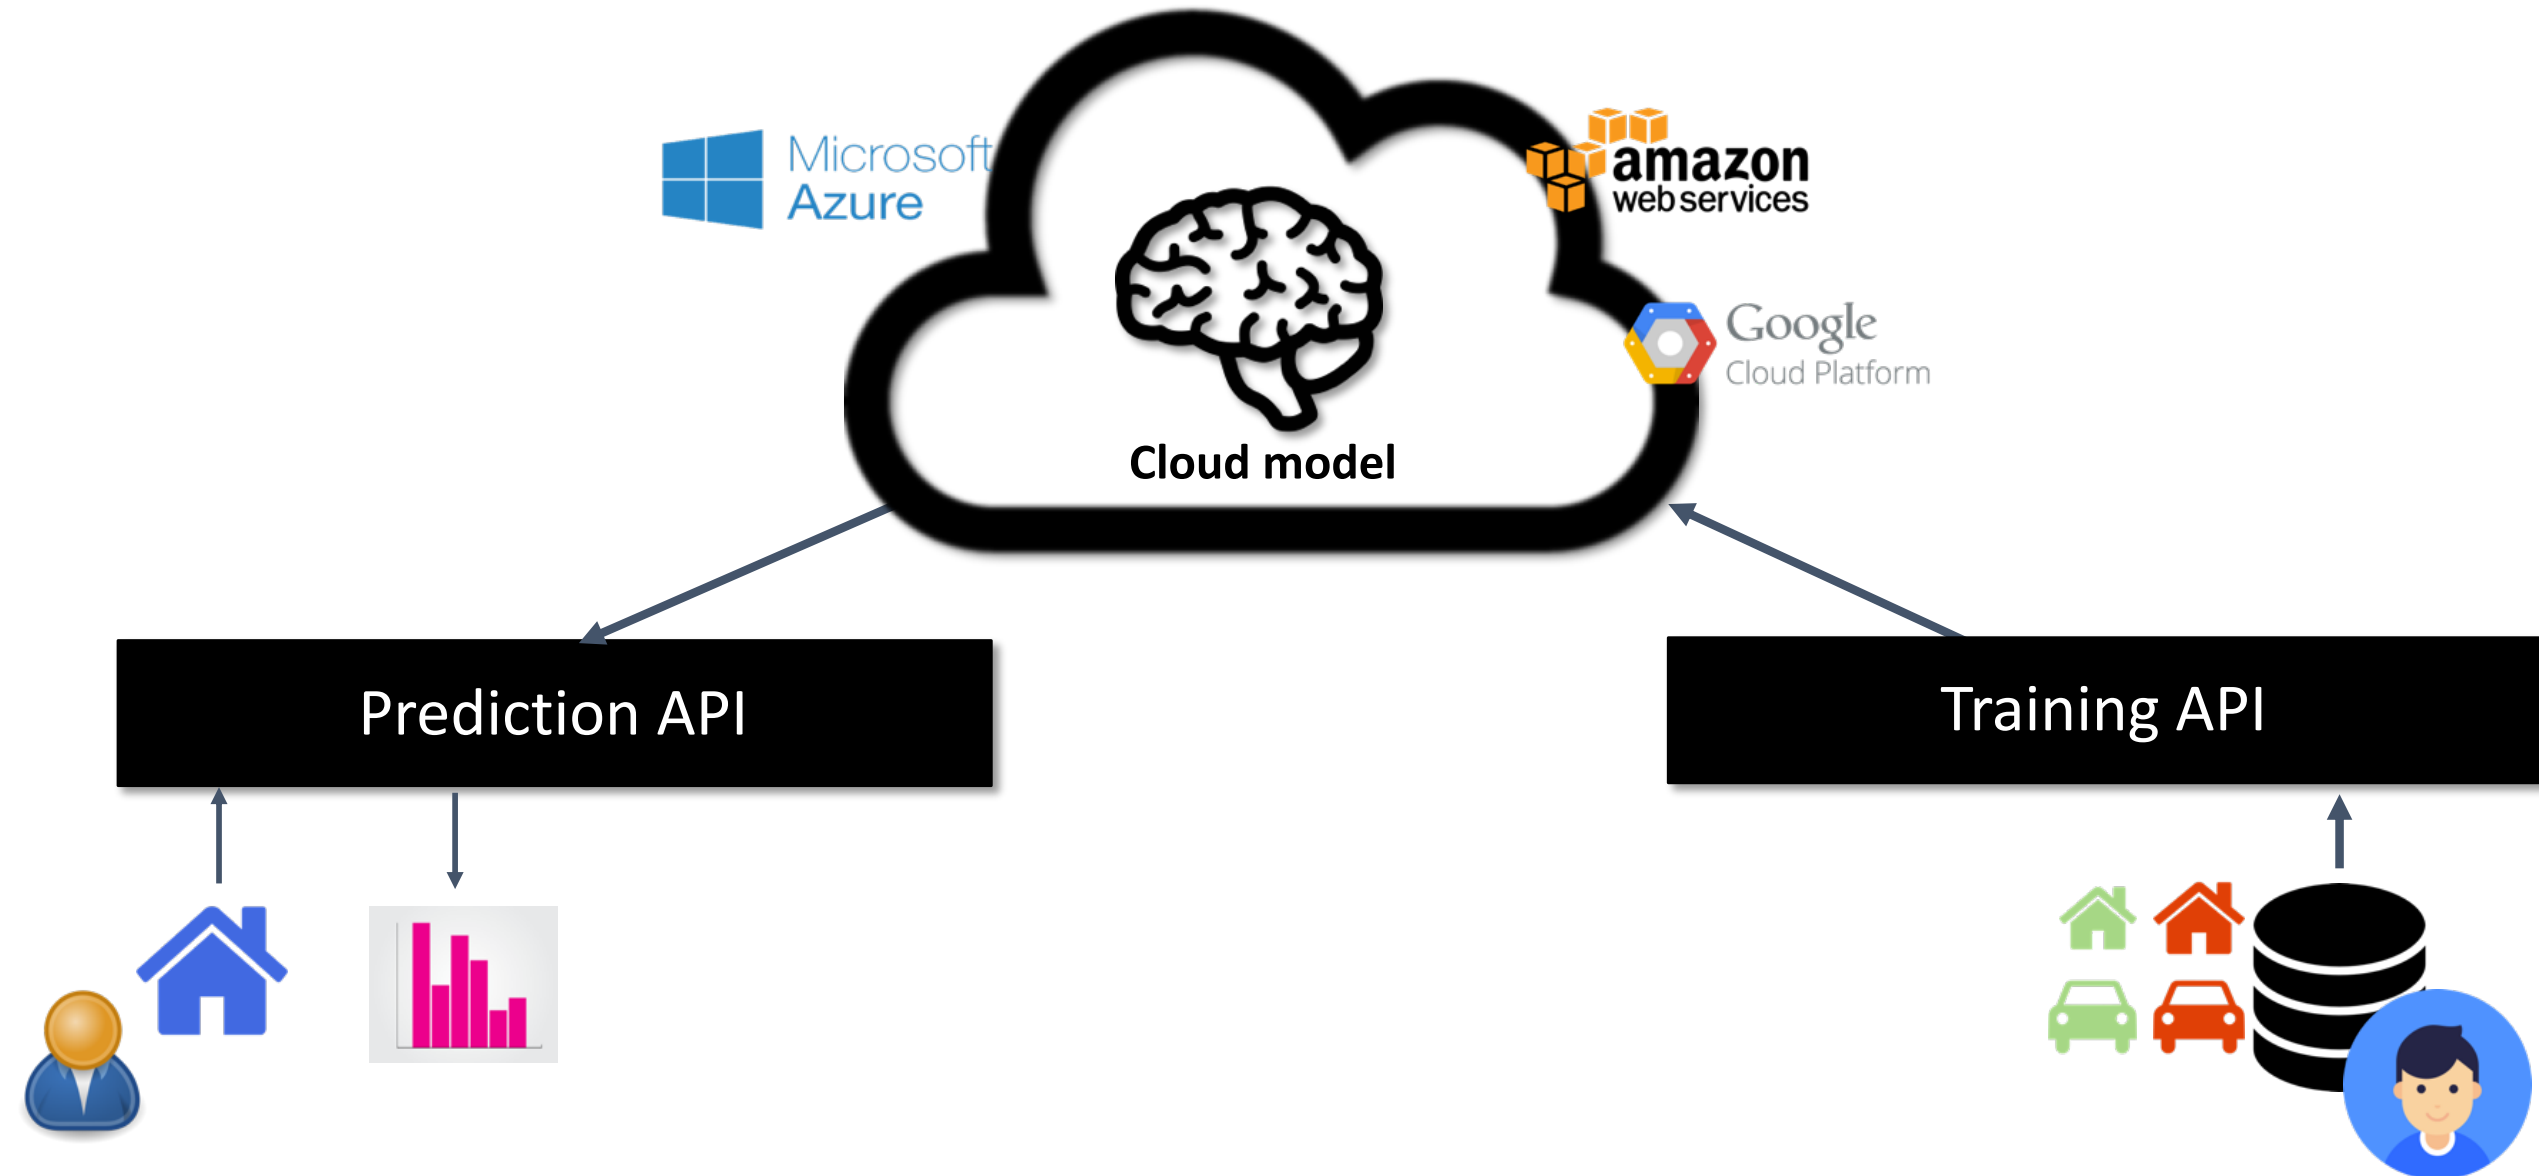 Microsoft
Azure
amazon
web services
Google
Cloud Platform
Cloud model
Prediction API
Training API